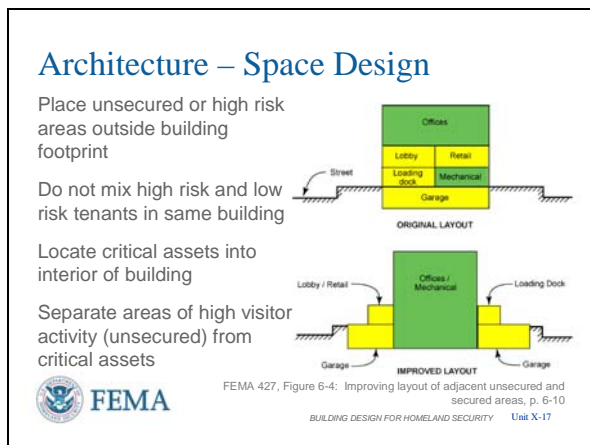 Architecture – Space Design
Place unsecured or high risk
areas outside building
footprint
Do not mix high risk and low
risk tenants in same building
Locate critical assets into
interior of building
Separate areas of high visitor
activity (unsecured) from
critical assets
Offices
Lobby
Retail
Loading
dock
Mechanical
Garage
Street
ORIGINAL LAYOUT
Lobby / Retail
Offices /
Mechanical
Loading Dock
Garage
Garage
IMPROVED LAYOUT
FEMA 427, Figure 6-4: Improving layout of adjacent unsecured and
secured areas, p. 6-10
FEMA
BUILDING DESIGN FOR HOMELAND SECURITY Unit X-17